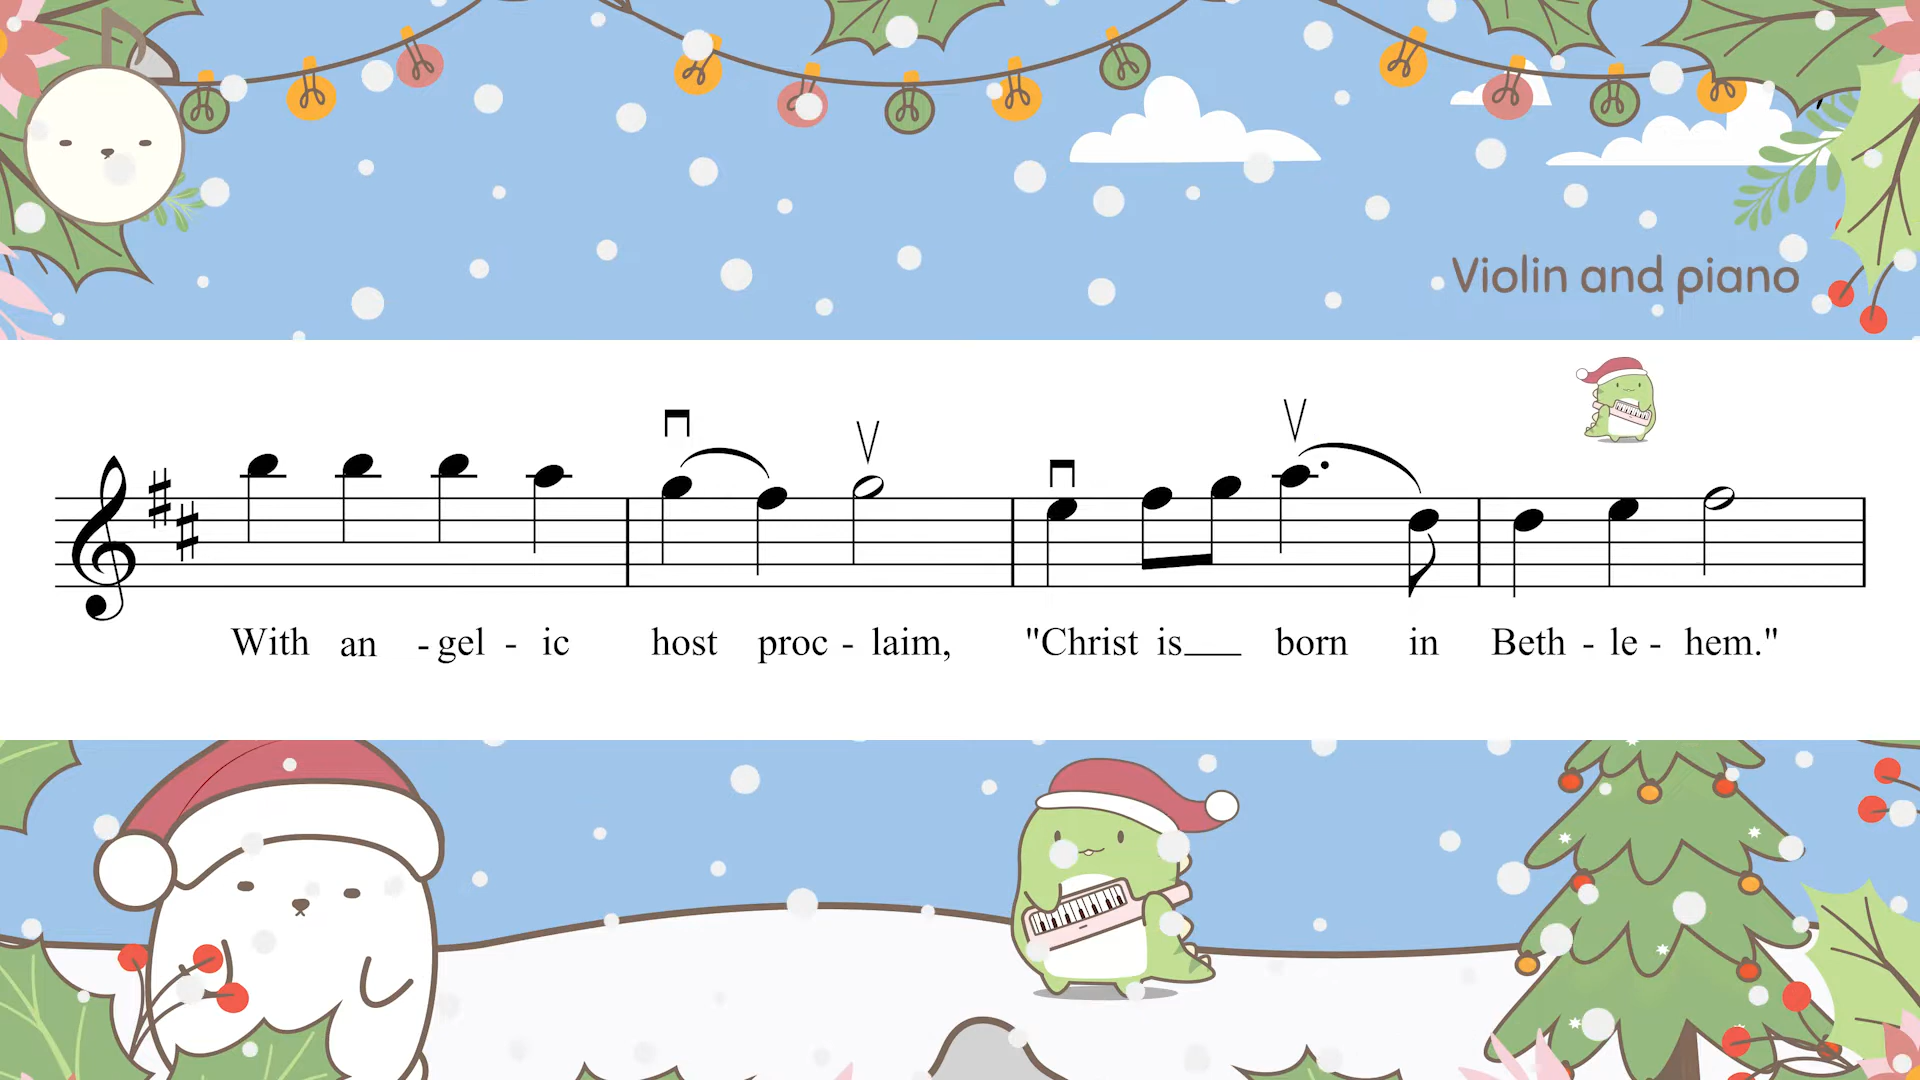 Violin and piano
With an - gel - ic host proc - laim, "Christ is___ born in Beth - le - hem."